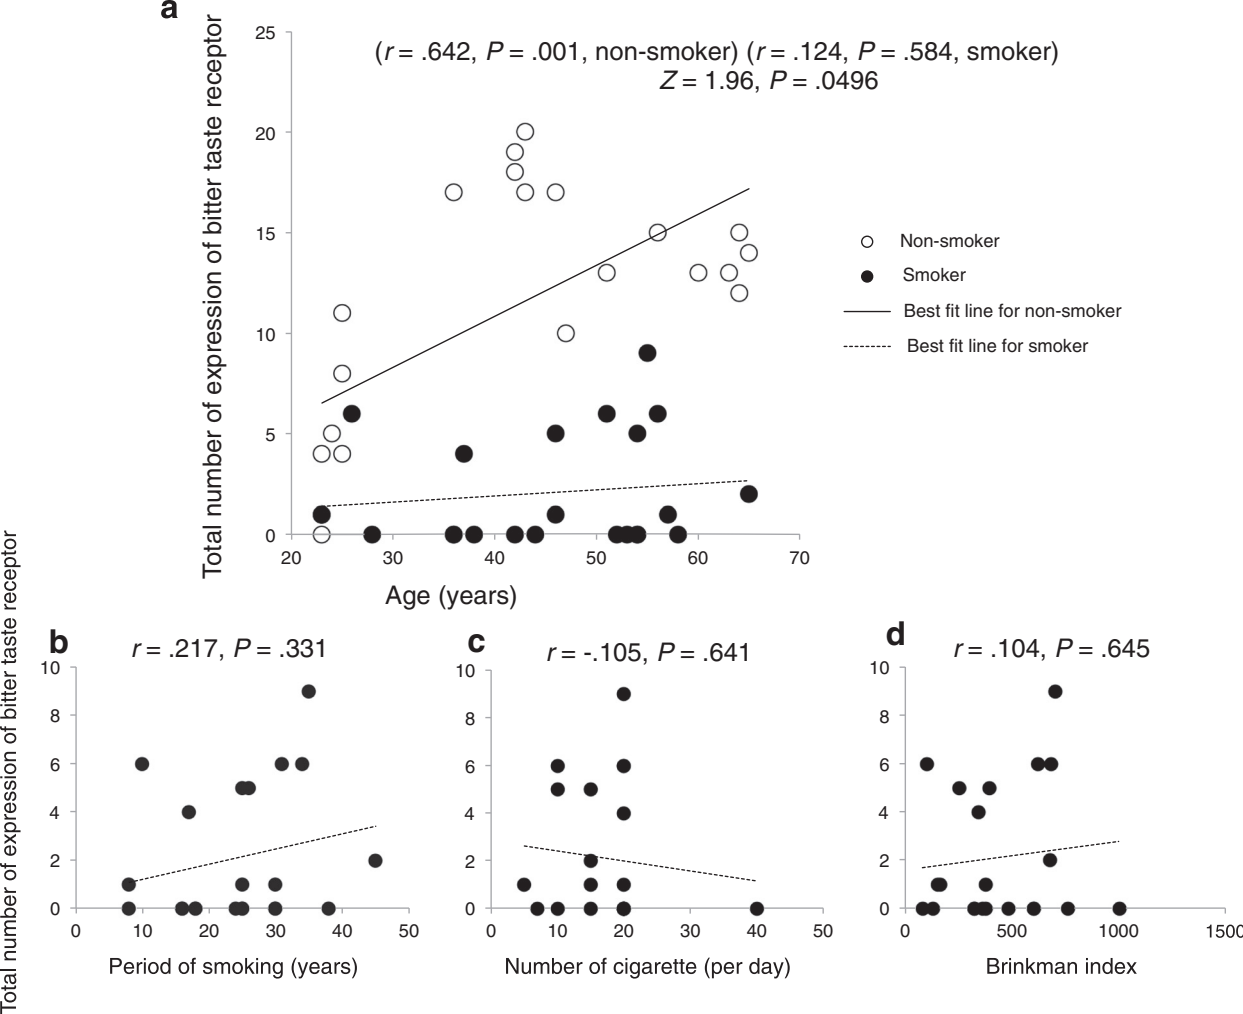 a
Total number of expression of bitter taste receptor
(r = .642, P = .001, non-smoker) (r = .124, P = .584, smoker)
Z = 1.96, P = .0496
25
20
15
10
5
0
20 30 40 50 60 70
Age (years)
Non-smoker
Smoker
Best fit line for non-smoker
Best fit line for smoker
Total number of expression of bitter taste receptor
b
r = .217, P = .331
10
8
6
4
2
0
0 10 20 30 40 50
Period of smoking (years)
c
r = -.105, P = .641
10
8
6
4
2
0
0 10 20 30 40 50
Number of cigarette (per day)
d
r = .104, P = .645
10
8
6
4
2
0
0 500 1000 1500
Brinkman index